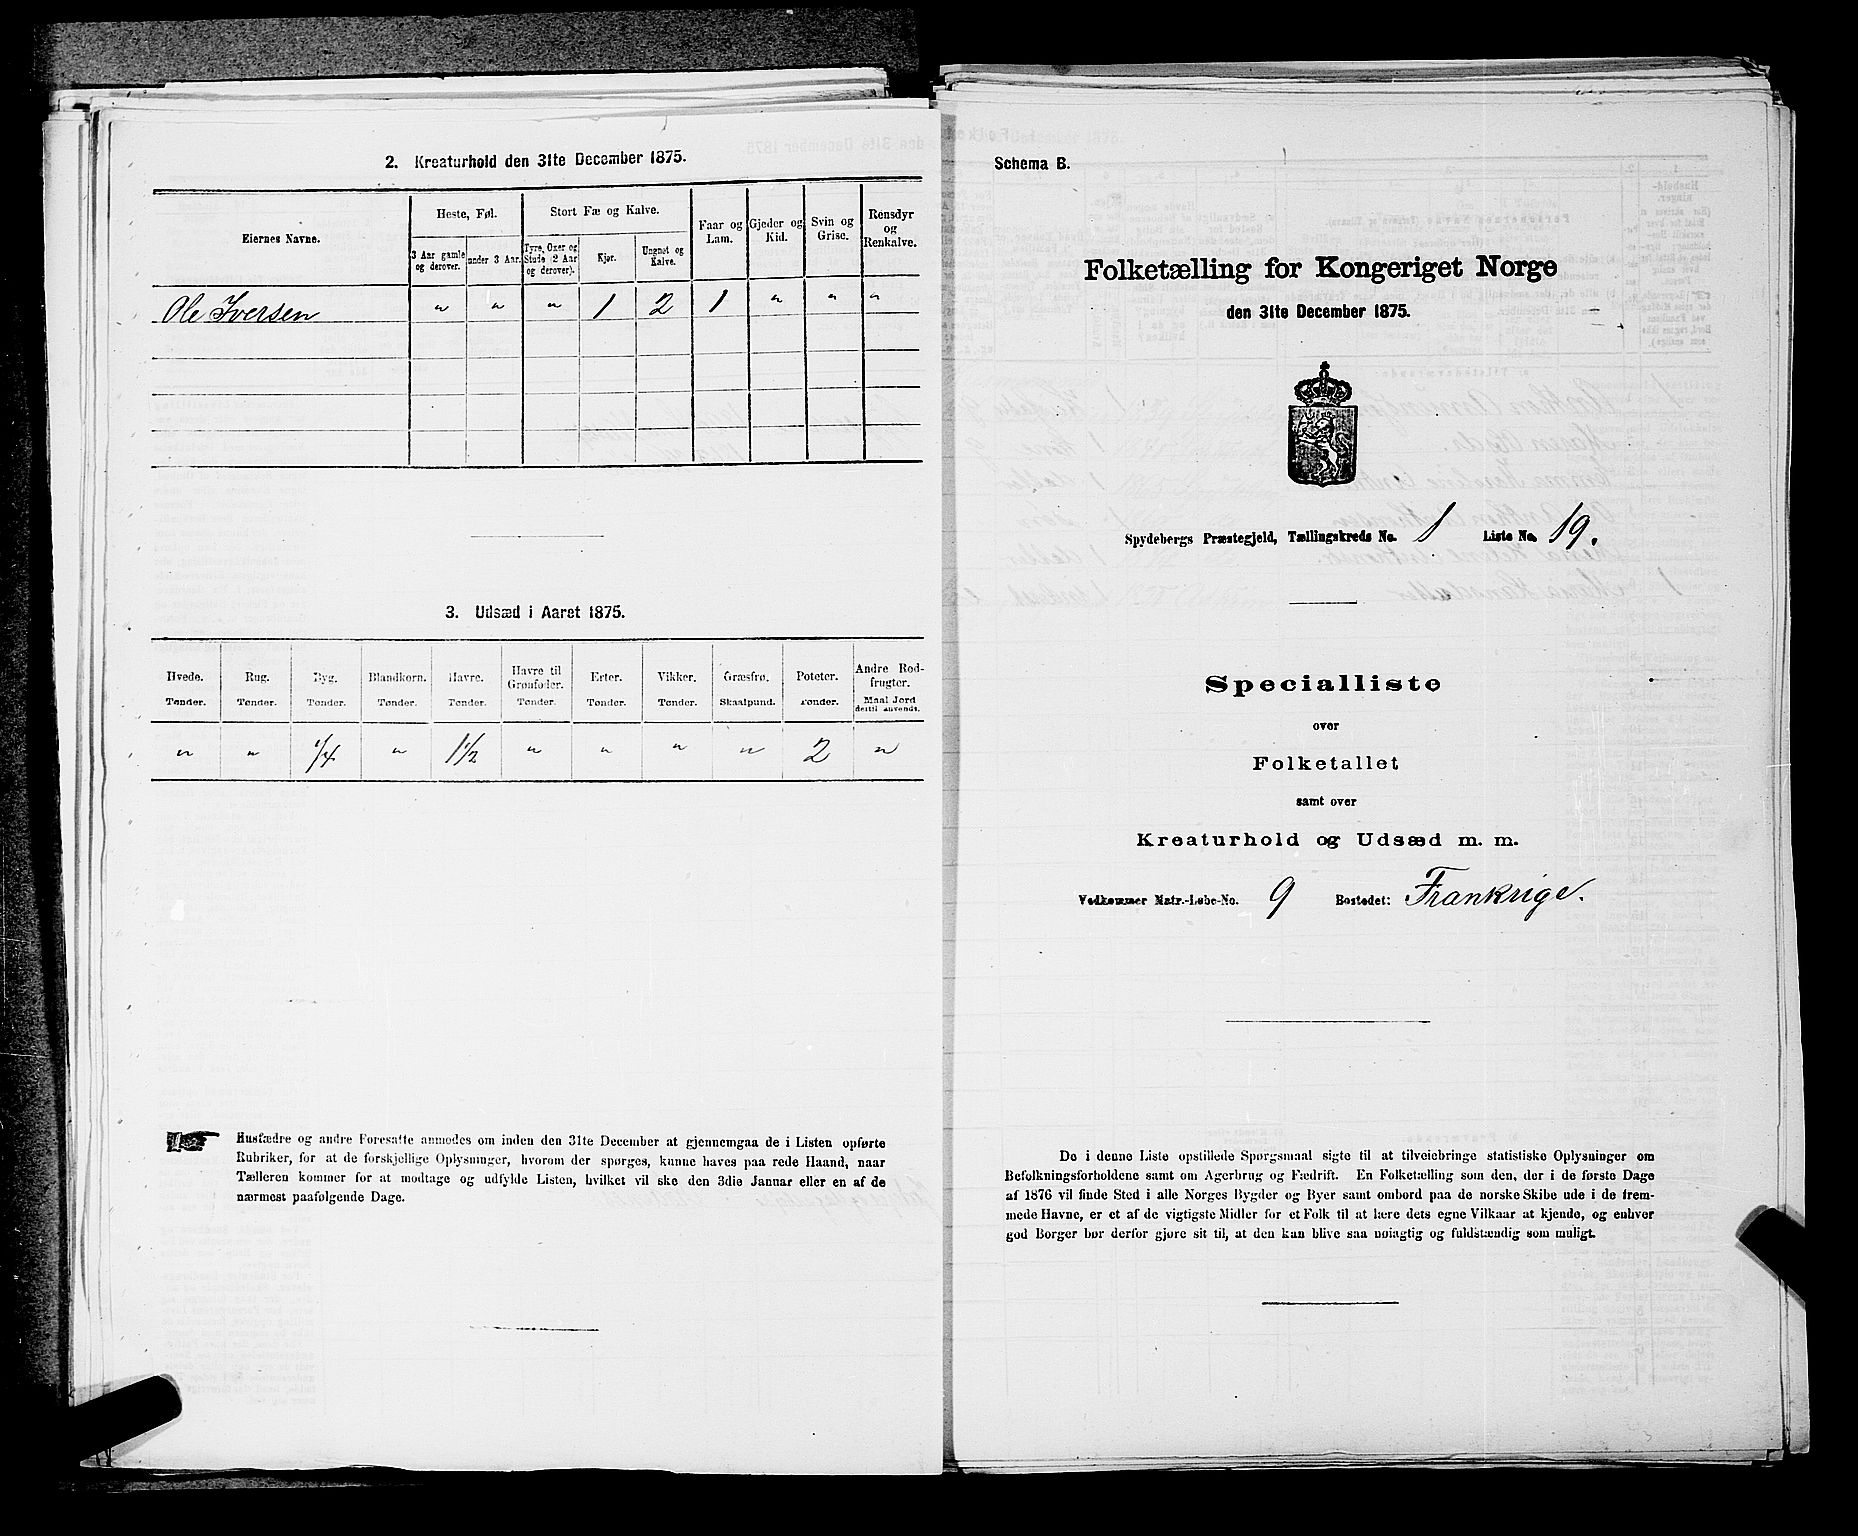 2. Kreaturhold den 31te December 1875.
Eiernes Navne.
Heste, Føl.
Stort Fæ og Kalve.
Faar og Lam.
Gjeder og Kid.
Svin og Grise.
Rensdyr og Renkalve.
3 Aar gamle og derover.
under 3 Aar.
Tyre, Oxer og Stude (2 Aar og derover).
Kjør.
Ungnøt og Kalve.
Ole Iversen " " " 1 2 1 " " "
3. Udsæd i Aaret 1875.
Hvede. Rug. Byg. Blandkorn. Havre. Havre til Grønfoder. Erter. Vikker. Græsfrø. Poteter. Andre Rodfrugter.
Tønder. Tønder. Tønder. Tønder. Tønder. Tønder. Tønder. Tønder. Skaalpund. Tønder. Maal Jord dertil anvendt.
" " 1/4 " 1 1/2 " " " " 2 "
Husfædre og andre Foresatte anmodes om inden den 31te December at gjennemgaa de i Listen opførte
Rubriker, for at de forskjellige Oplysninger, hvorom der spørges, kunne haves paa rede Haand, naar
Tælleren kommer for at modtage og udfylde Listen, hvilket vil ske den 3die Januar eller en af de
nærmest paafølgende Dage.
Schema B.
Folketælling for Kongeriget Norge
den 31te December 1875.
Spydebergs Præstegjeld, Tællingskreds No. 1 Liste No. 19.
Specialliste
over
Folketallet
samt over
Kreaturhold og Udsæd m. m.
Vedkommer Matr.-Løbe-No. 9 Bostedet: Frankrige.
De i denne Liste opstillede Spørgsmaal sigte til at tilveiebringe statistiske Oplysninger om
Befolkningsforholdene samt om Agerbrug og Fædrift. En Folketælling som den, der i de første Dage
af 1876 vil finde Sted i alle Norges Bygder og Byer samt ombord paa de norske Skibe ude i de frem-
mede Havne, er et af de vigtigste Midler for et Folk til at lære dets egne Vilkaar at kjende, og enhver
god Borger bør derfor gjøre sit til, at den kan blive saa nøiagtig og fuldstændig som muligt.